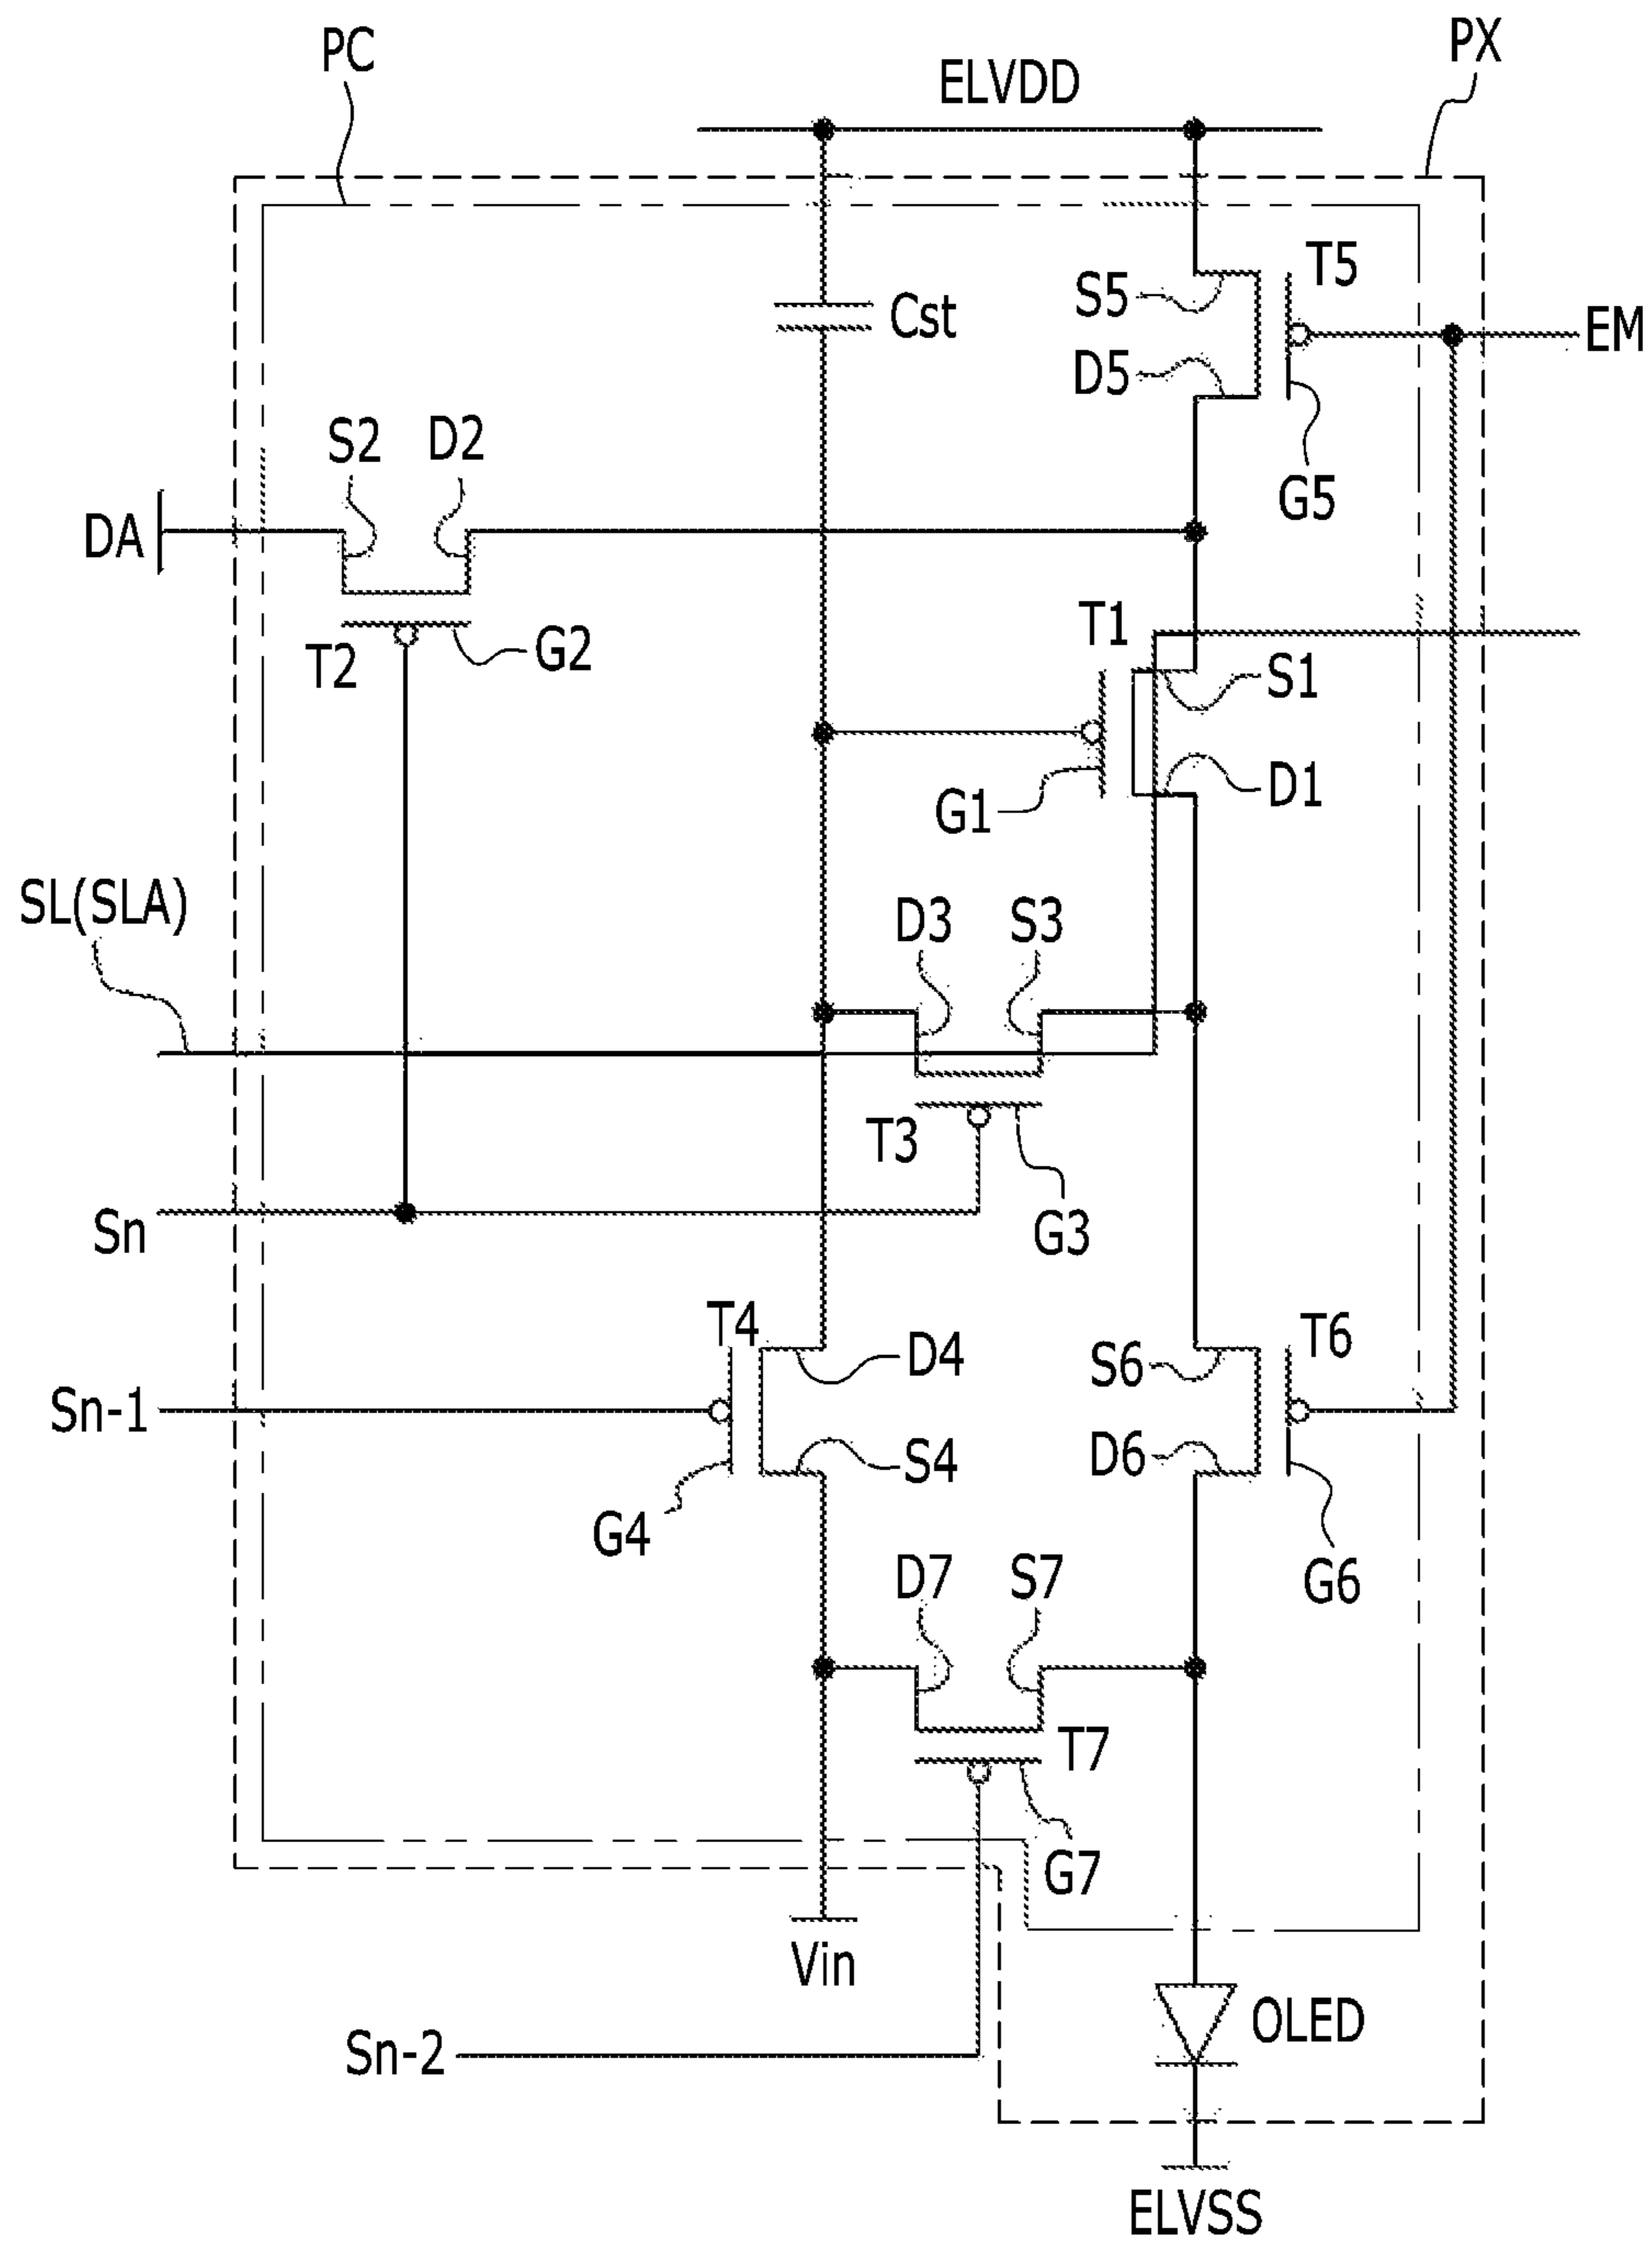 PC
PX
ELVDD
T5
S5
Cst
EM
D5
S2
D2
G5
DA
T1
G2
T2
S1
D1
G1
SL(SLA)
D3
S3
T3
Sn
G3
T4
T6
D4
S6
Sn-1
S4
D6
G4
D7
S7
G6
T7
G7
Vin
OLED
Sn-2
ELVSS